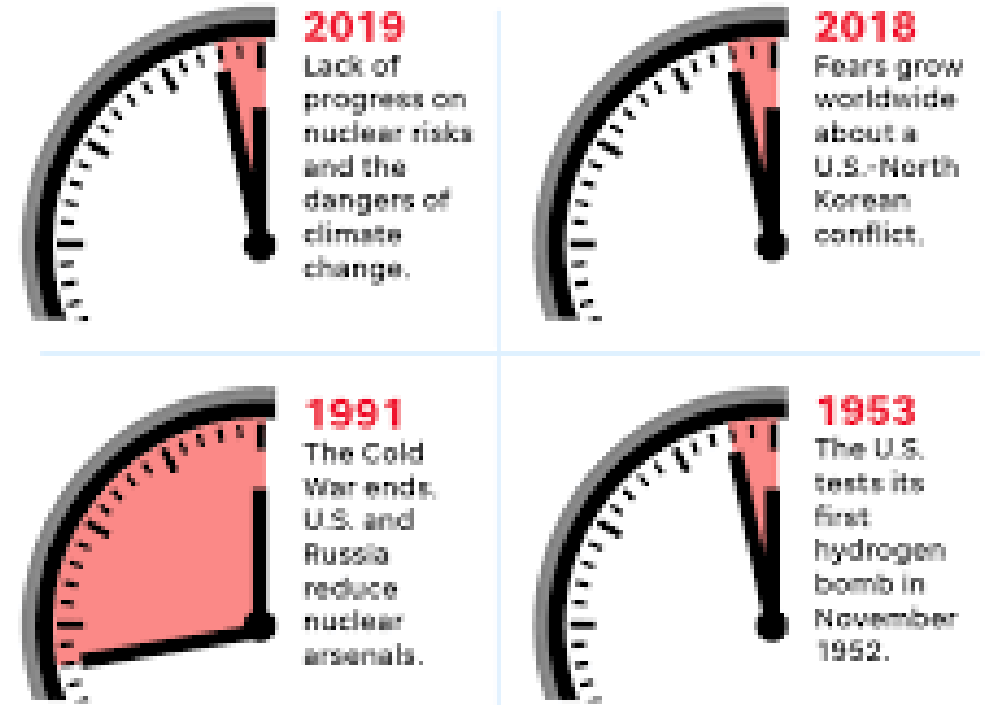 2019
Lack of
progress on
nuclear risks
and the
dangers of
climate
change.
2018
Fears grow
worldwide
about a
U.S.-North
Korean
conflict.
1991
The Cold
War ends.
U.S. and
Russia
reduce
nuclear
arsenals.
1953
The U.S.
tests its
first
hydrogen
bomb in
November
1952.